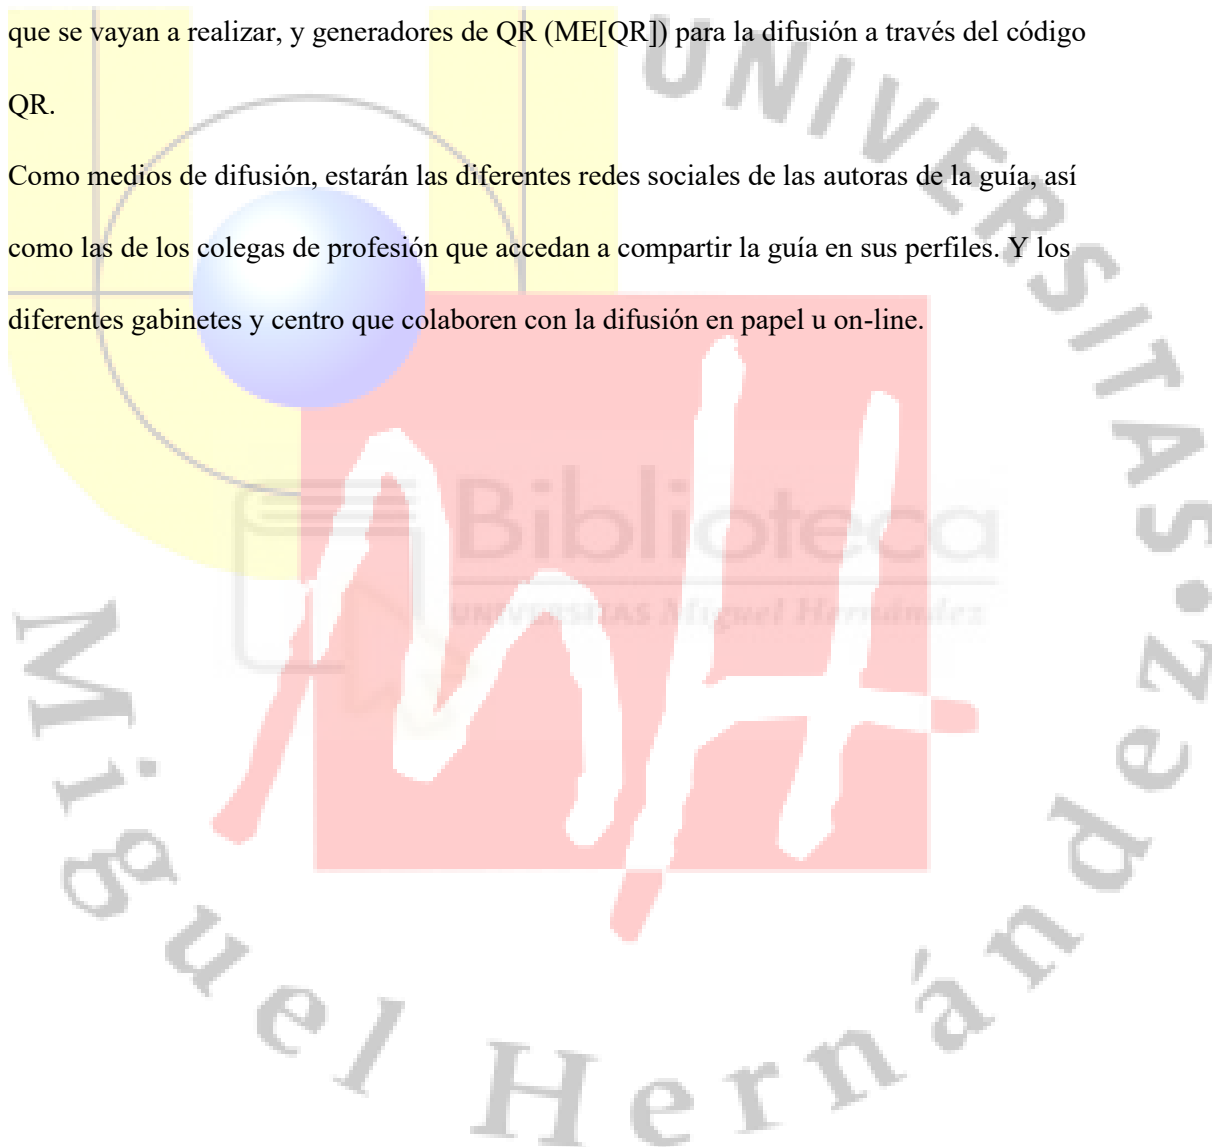 que se vayan a realizar, y generadores de QR (ME[QR]) para la difusión a través del código
QR.
Como medios de difusión, estarán las diferentes redes sociales de las autoras de la guía, así
como las de los colegas de profesión que accedan a compartir la guía en sus perfiles. Y los
diferentes gabinetes y centro que colaboren con la difusión en papel u on-line.
UNIVERSITAS
Biblioteca
UNIVERSITAS Miguel Hernández
Miguel Hernández